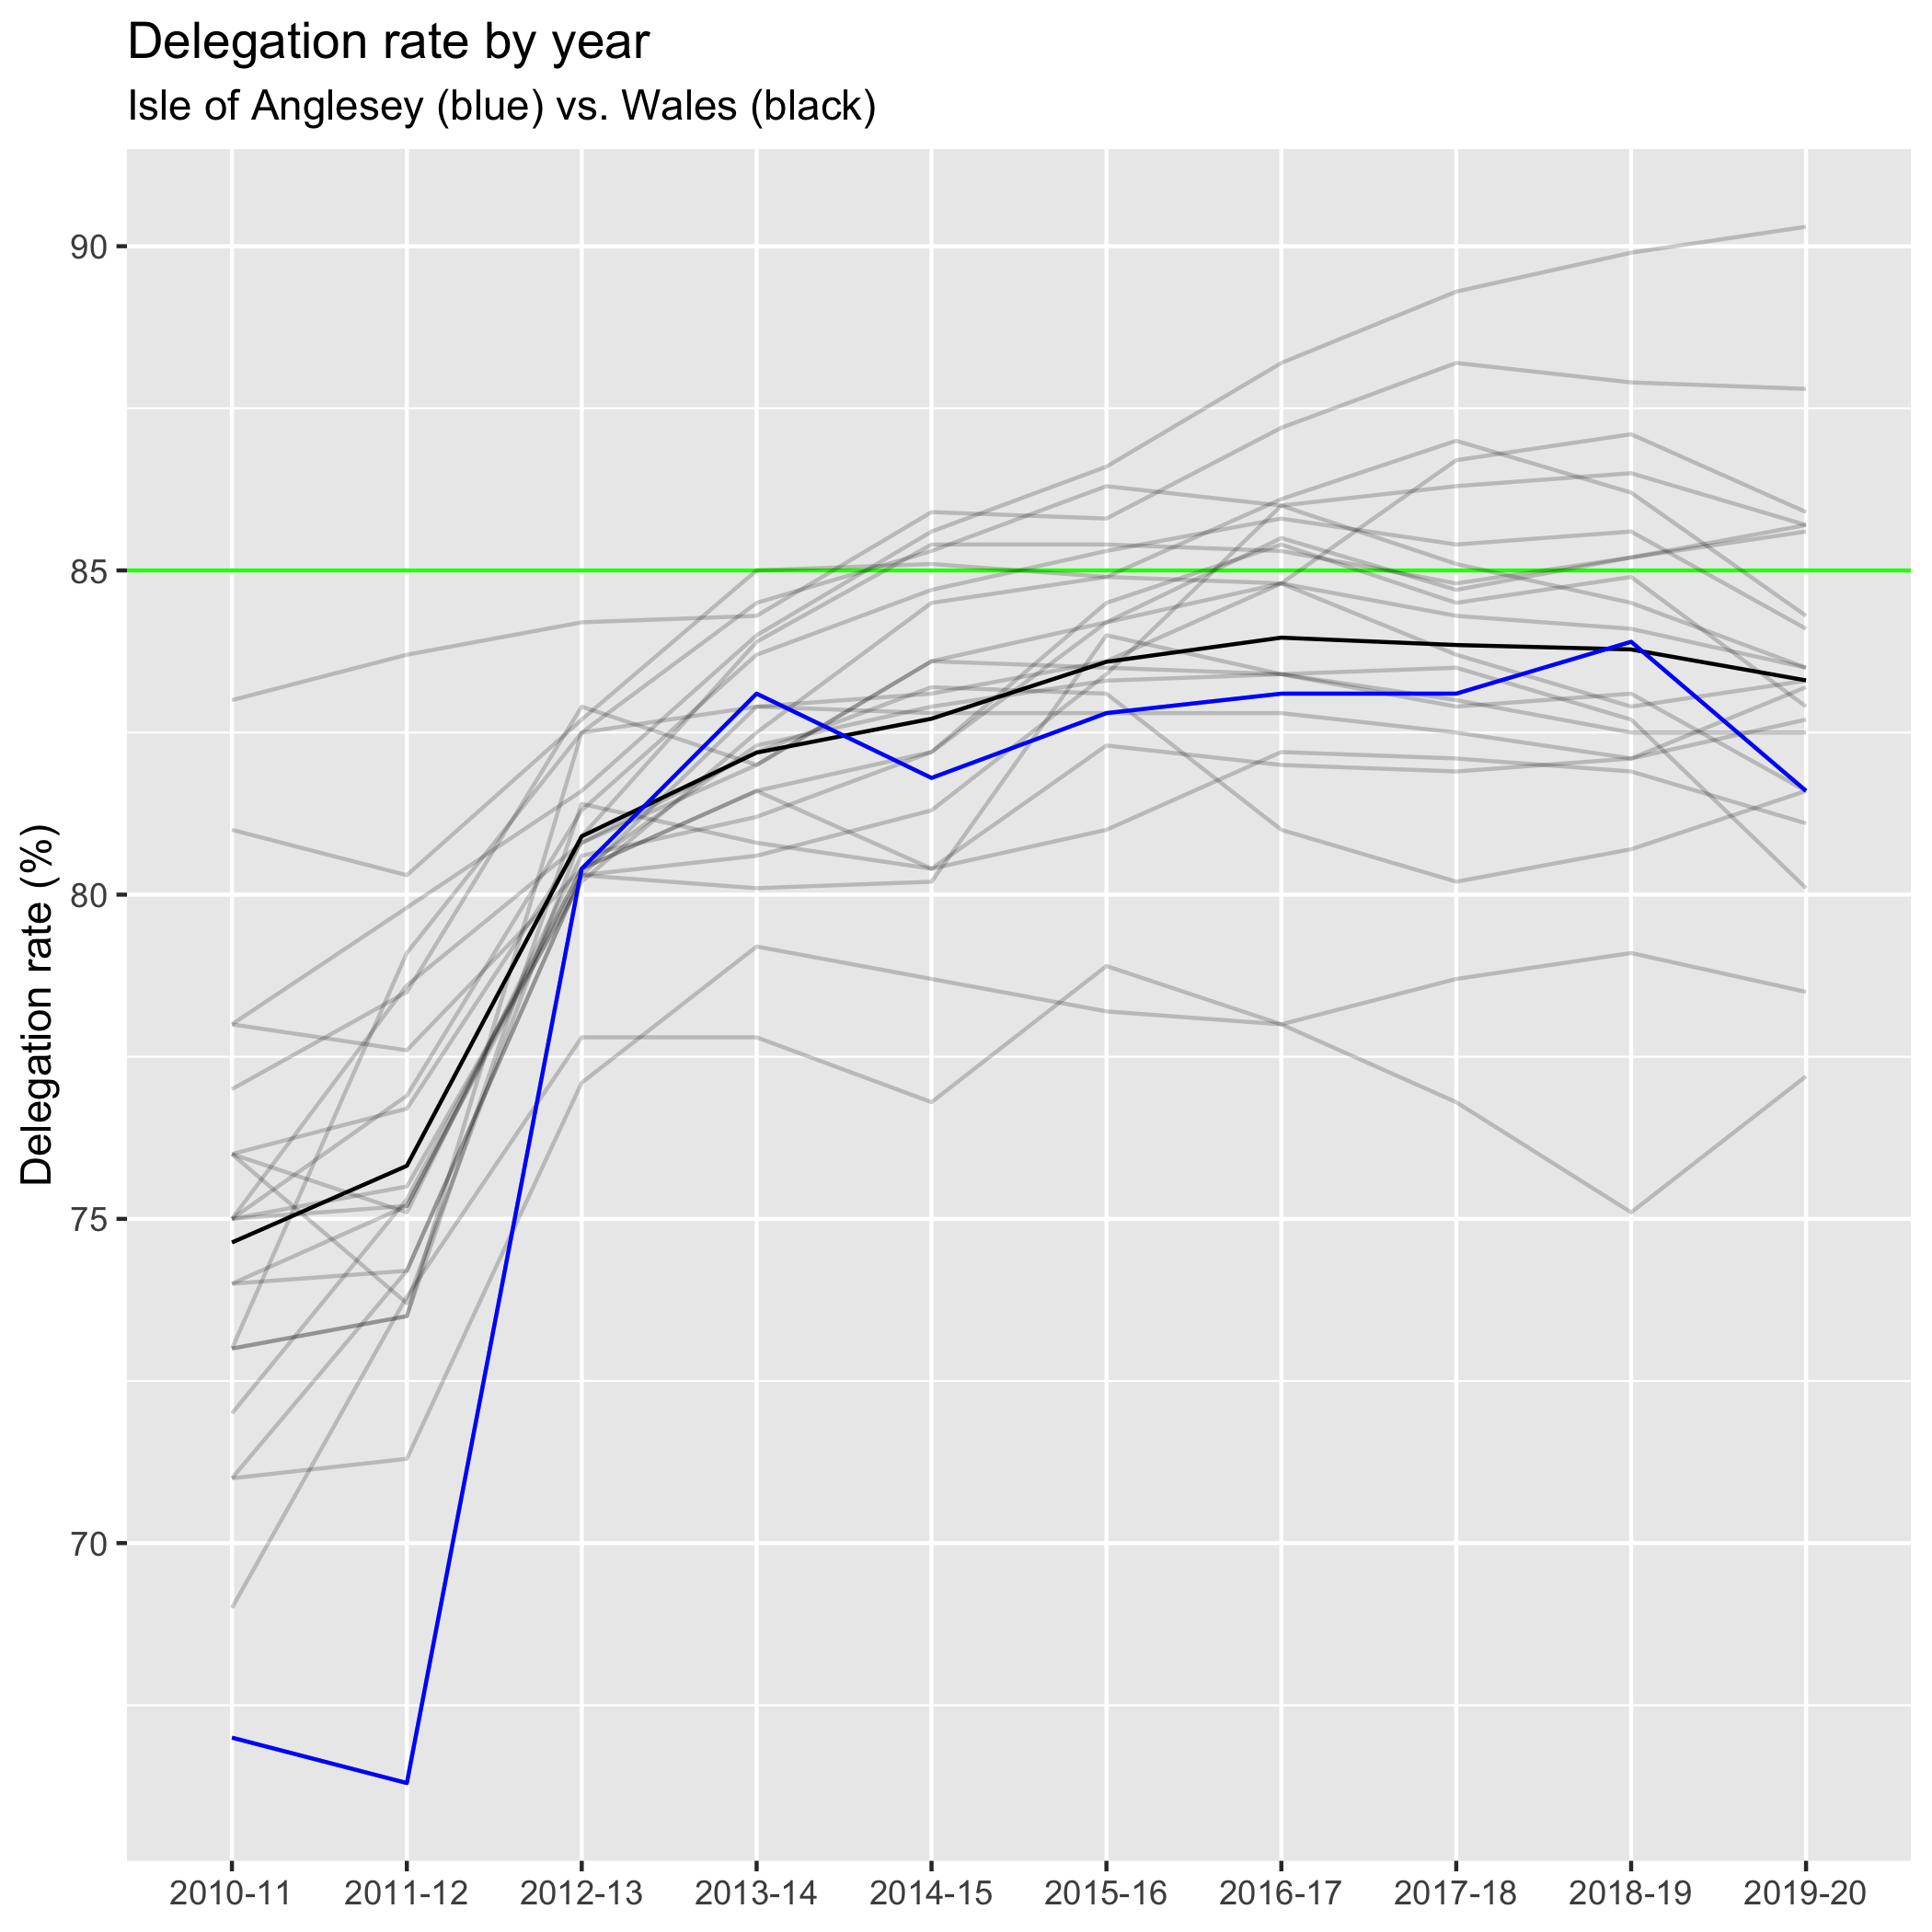 Delegation rate by year
Isle of Anglesey (blue) vs. Wales (black)
Delegation rate (%)
90
85
80
75
70
2010-11 2011-12 2012-13 2013-14 2014-15 2015-16 2016-17 2017-18 2018-19 2019-20